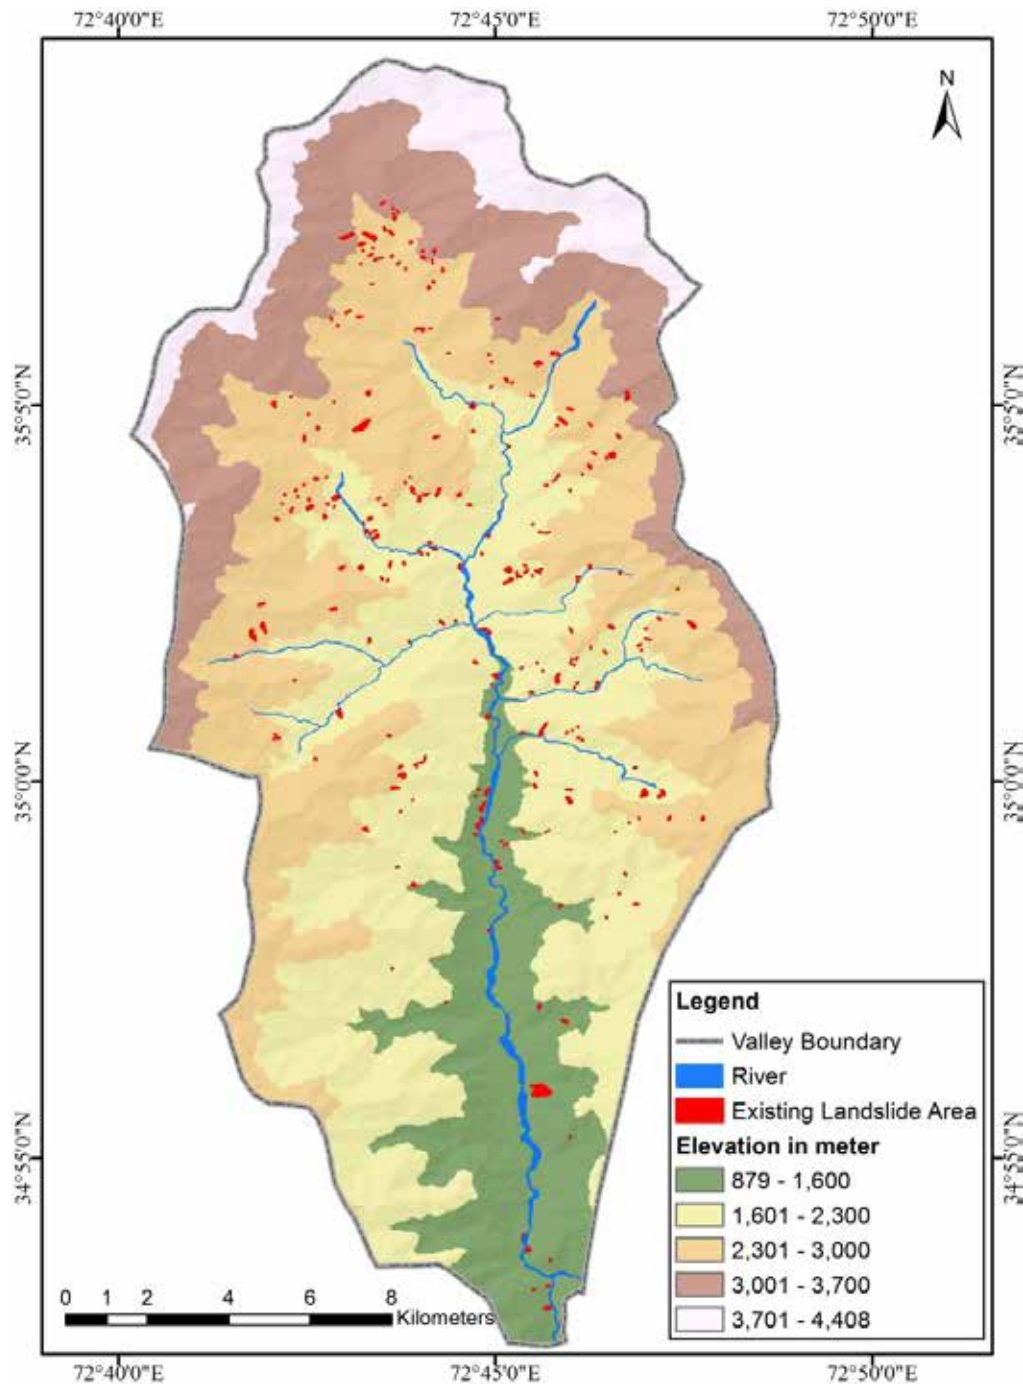 72°40'0"E 72°45'0"E 72°50'0"E
N
35°5'0"N 35°5'0"N
35°0'0"N 35°0'0"N
34°55'0"N 34°55'0"N
Legend
Valley Boundary
River
Existing Landslide Area
Elevation in meter
879 - 1,600
1,601 - 2,300
2,301 - 3,000
3,001 - 3,700
3,701 - 4,408
0 1 2 4 6 8
Kilometers
72°40'0"E 72°45'0"E 72°50'0"E